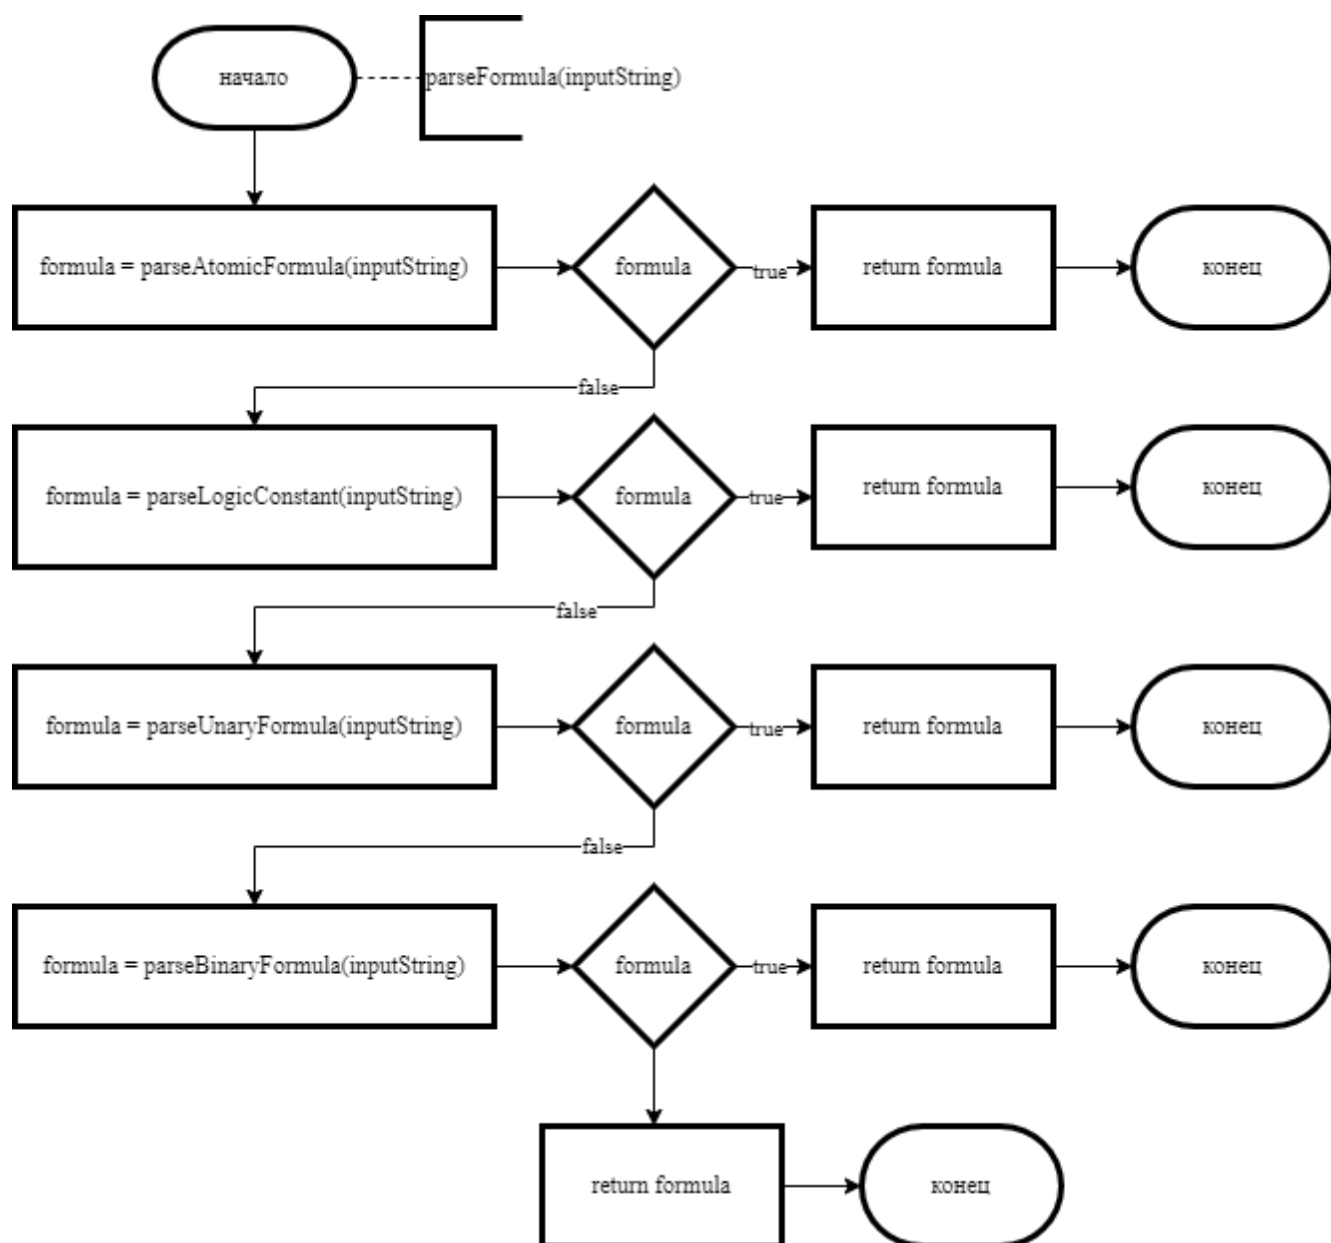 начало
parseFormula(inputString)
formula = parseAtomicFormula(inputString)
formula
true
return formula
конец
false
formula = parseLogicConstant(inputString)
formula
true
return formula
конец
false
formula = parseUnaryFormula(inputString)
formula
true
return formula
конец
false
formula = parseBinaryFormula(inputString)
formula
true
return formula
конец
return formula
конец